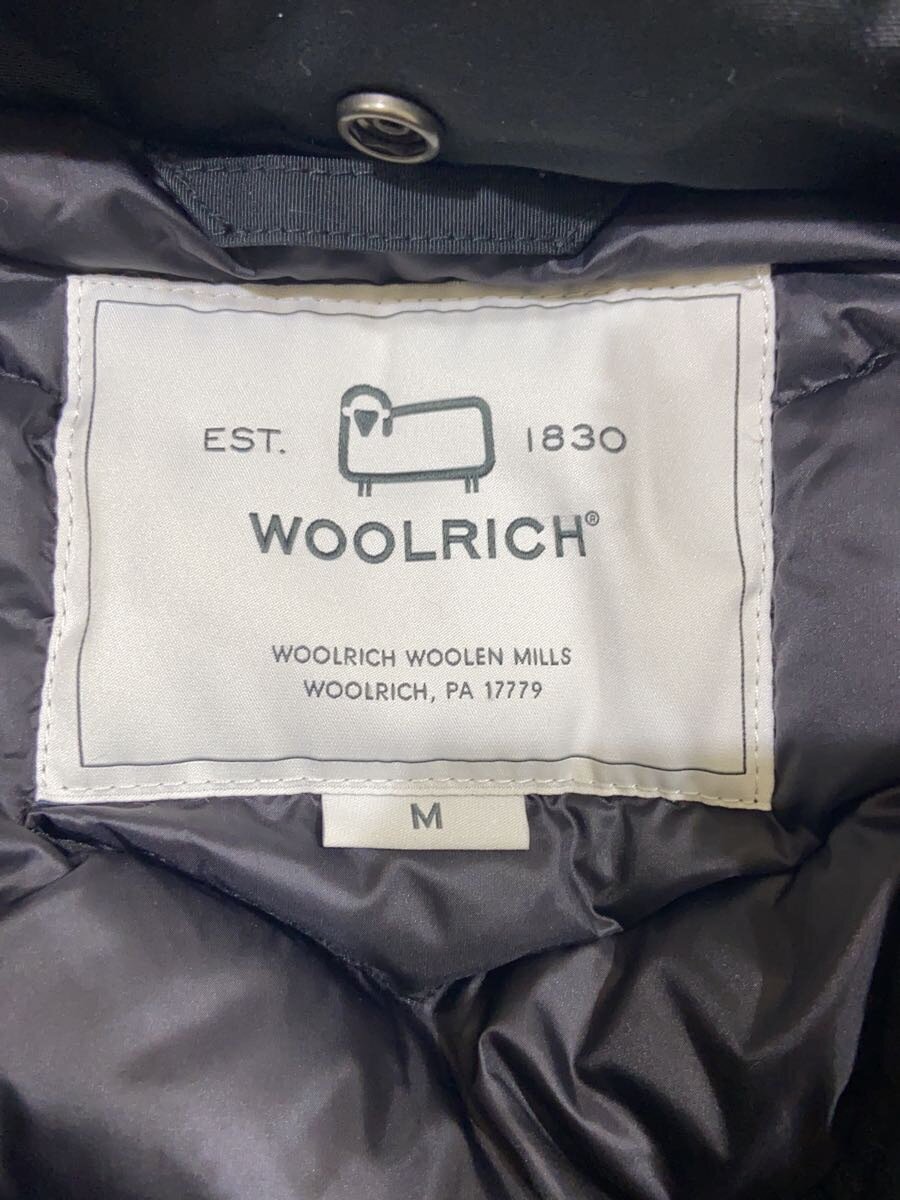 EST. 1830
WOOLRICH®
WOOLRICH WOOLEN MILLS
WOOLRICH, PA 17779
M